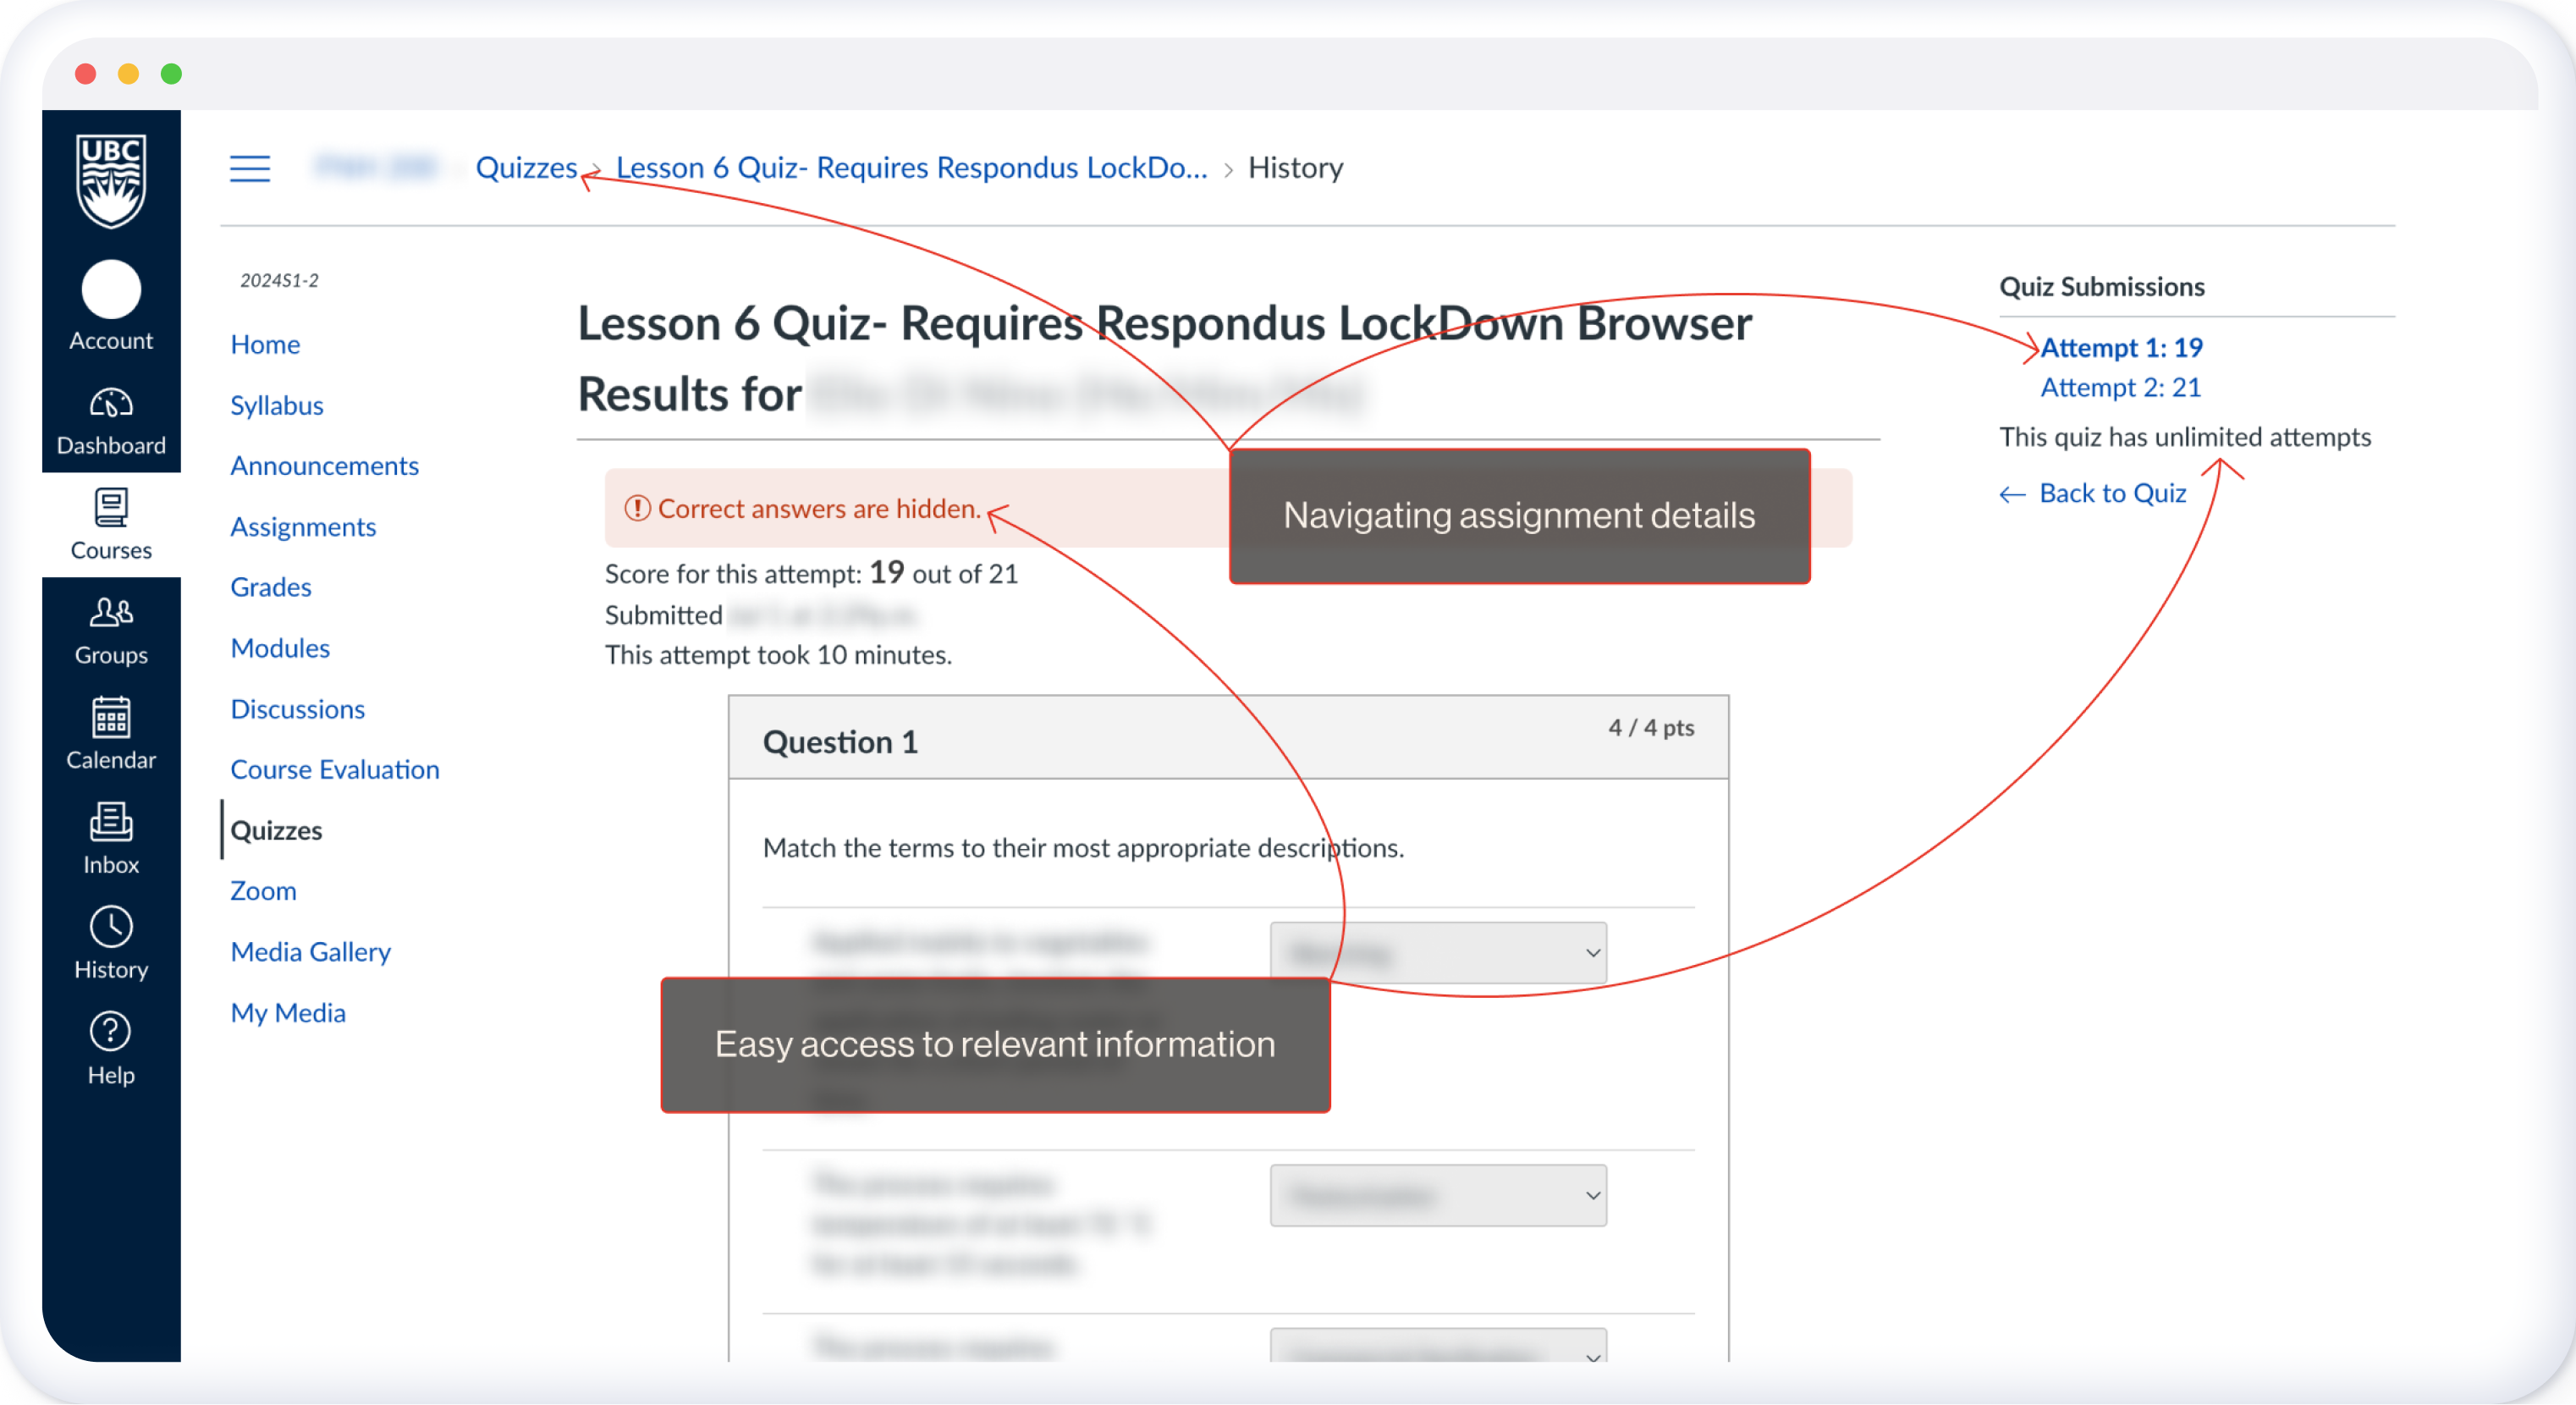 UBC
Account
Dashboard
Courses
Groups
Calendar
Inbox
History
Help
Quizzes › Lesson 6 Quiz- Requires Respondus LockDo... › History
2024S1-2
Home
Syllabus
Announcements
Assignments
Grades
Modules
Discussions
Course Evaluation
Quizzes
Zoom
Media Gallery
My Media
Lesson 6 Quiz- Requires Respondus LockDown Browser
Results for
Correct answers are hidden.
Navigating assignment details
Score for this attempt: 19 out of 21
Submitted
This attempt took 10 minutes.
Question 1
4 / 4 pts
Match the terms to their most appropriate descriptions.
Easy access to relevant information
Quiz Submissions
Attempt 1: 19
Attempt 2: 21
This quiz has unlimited attempts
← Back to Quiz